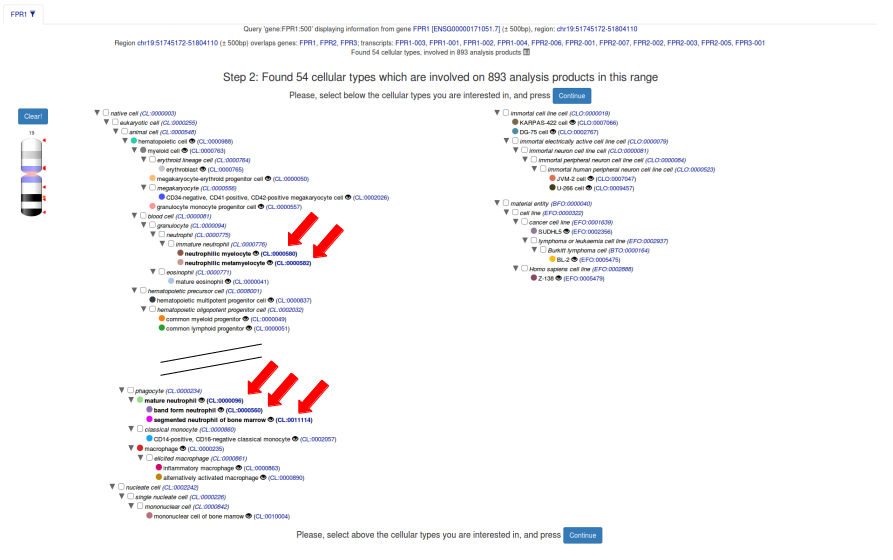 FPR1
Query 'gene:FPR1:500' displaying information from gene FPR1 [ENSG00000171051.7] (± 500bp), region: chr19:51745172-51804110
Region chr19:51745172-51804110 (± 500bp) overlaps genes: FPR1, FPR2, FPR3; transcripts: FPR1-003, FPR1-001, FPR1-002, FPR1-004, FPR2-006, FPR2-001, FPR2-007, FPR2-002, FPR2-003, FPR2-005, FPR3-001
Found 54 cellular types, involved in 893 analysis products
Step 2: Found 54 cellular types which are involved on 893 analysis products in this range
Please, select below the cellular types you are interested in, and press Continue
Clear!
19
native cell (CL:0000003)
eukaryotic cell (CL:0000255)
animal cell (CL:0000548)
hematopoietic cell (CL:0000988)
myeloid cell (CL:0000763)
erythroid lineage cell (CL:0000764)
erythroblast (CL:0000765)
megakaryocyte-erythroid progenitor cell (CL:0000050)
megakaryocyte (CL:0000556)
CD34-negative, CD41-positive, CD42-positive megakaryocyte cell (CL:0002026)
granulocyte monocyte progenitor cell (CL:0000557)
blood cell (CL:0000081)
granulocyte (CL:0000094)
neutrophil (CL:0000775)
immature neutrophil (CL:0000776)
neutrophilic myelocyte (CL:0000580)
neutrophilic metamyelocyte (CL:0000582)
eosinophil (CL:0000771)
mature eosinophil (CL:0000041)
hematopoietic precursor cell (CL:0008001)
hematopoietic multipotent progenitor cell (CL:0000837)
hematopoietic oligopotent progenitor cell (CL:0002032)
common myeloid progenitor (CL:0000049)
common lymphoid progenitor (CL:0000051)
phagocyte (CL:0000234)
mature neutrophil (CL:0000096)
band form neutrophil (CL:0000560)
segmented neutrophil of bone marrow (CL:0011114)
classical monocyte (CL:0000860)
CD14-positive, CD16-negative classical monocyte (CL:0002057)
macrophage (CL:0000235)
elicited macrophage (CL:0000861)
inflammatory macrophage (CL:0000863)
alternatively activated macrophage (CL:0000890)
nucleate cell (CL:0002242)
single nucleate cell (CL:0000226)
mononuclear cell (CL:0000842)
mononuclear cell of bone marrow (CL:0010004)
immortal cell line cell (CLO:0000019)
KARPAS-422 cell (CLO:0007066)
DG-75 cell (CLO:0002767)
immortal electrically active cell line cell (CLO:0000079)
immortal neuron cell line cell (CLO:0000081)
immortal peripheral neuron cell line cell (CLO:0000084)
immortal human peripheral neuron cell line cell (CLO:0000523)
JVM-2 cell (CLO:0007047)
U-266 cell (CLO:0009457)
material entity (BFO:0000040)
cell line (EFO:0000322)
cancer cell line (EFO:0001639)
SUDHL5 (EFO:0002356)
lymphoma or leukaemia cell line (EFO:0002937)
Burkitt lymphoma cell (BTO:0000164)
BL-2 (EFO:0005475)
Homo sapiens cell line (EFO:0002888)
Z-138 (EFO:0005479)
Please, select above the cellular types you are interested in, and press Continue